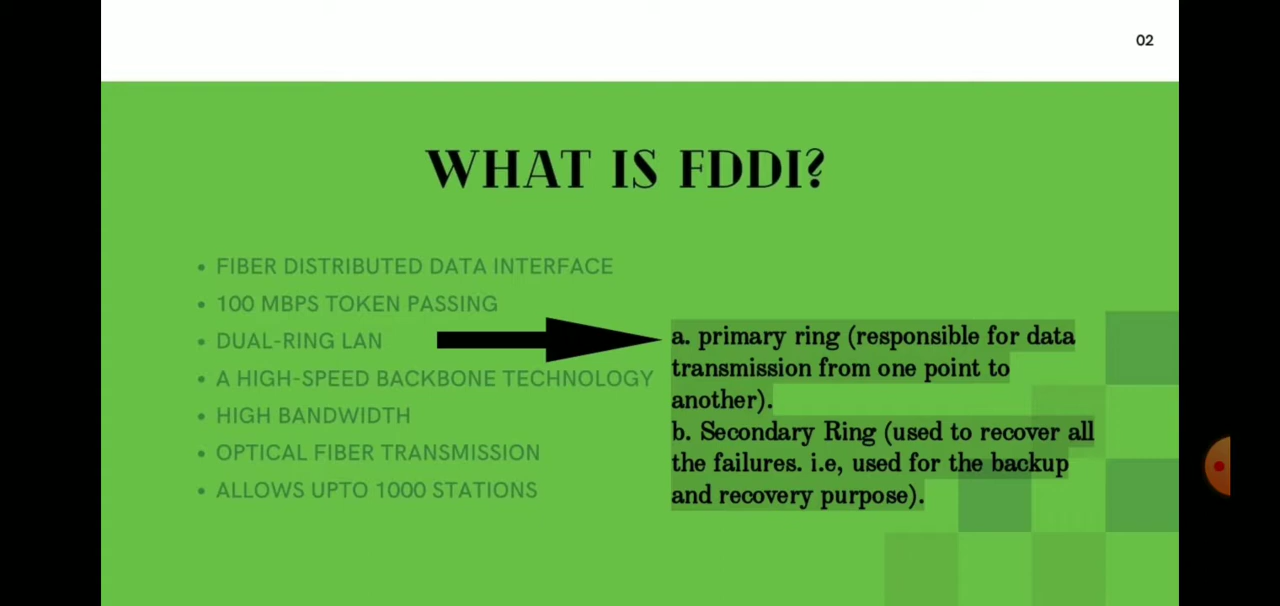 02
WHAT IS FDDI?
• FIBER DISTRIBUTED DATA INTERFACE
• 100 MBPS TOKEN PASSING
• DUAL-RING LAN
• A HIGH-SPEED BACKBONE TECHNOLOGY
• HIGH BANDWIDTH
• OPTICAL FIBER TRANSMISSION
• ALLOWS UPTO 1000 STATIONS
a. primary ring (responsible for data
transmission from one point to
another).
b. Secondary Ring (used to recover all
the failures. i.e, used for the backup
and recovery purpose).